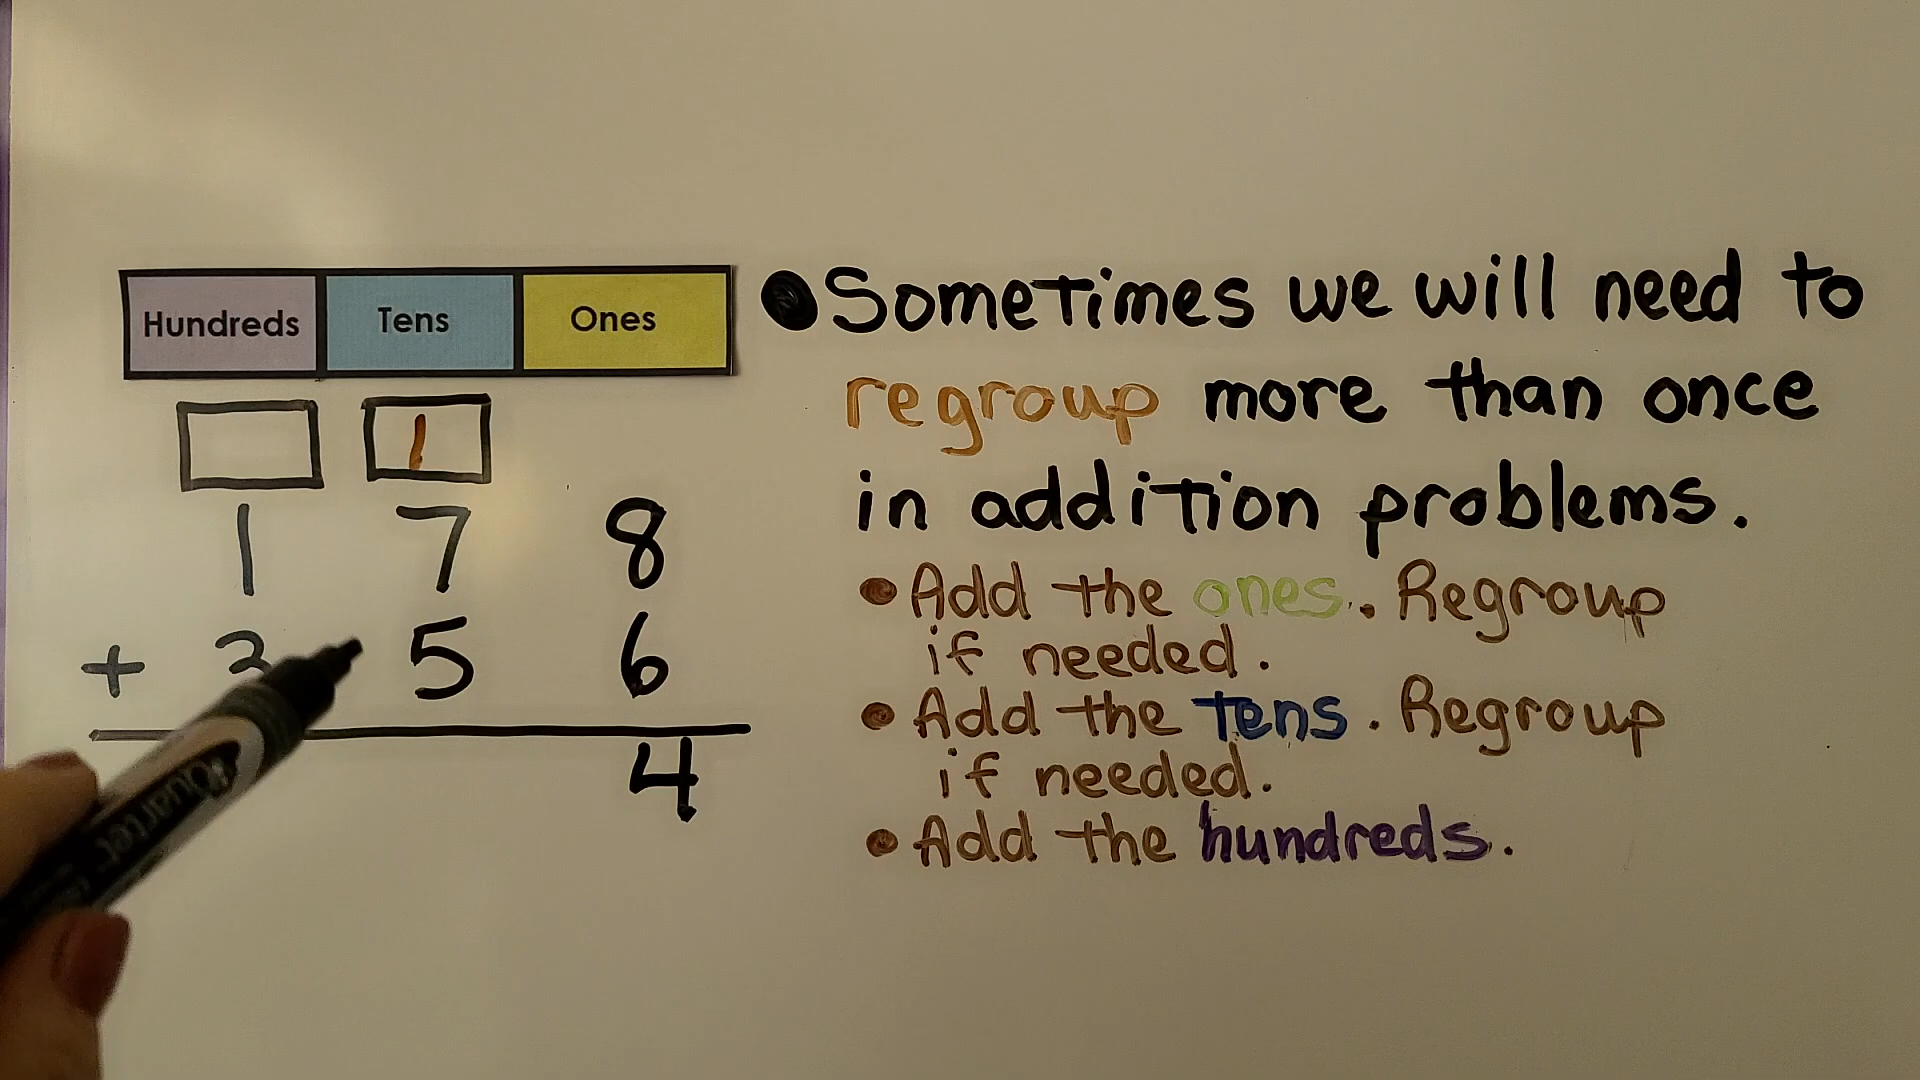 Hundreds Tens Ones
1
1 7 8
+ 5 6
4
• Sometimes we will need to
regroup more than once
in addition problems.
• Add the ones. Regroup
if needed.
• Add the tens. Regroup
if needed.
• Add the hundreds.
Quartet